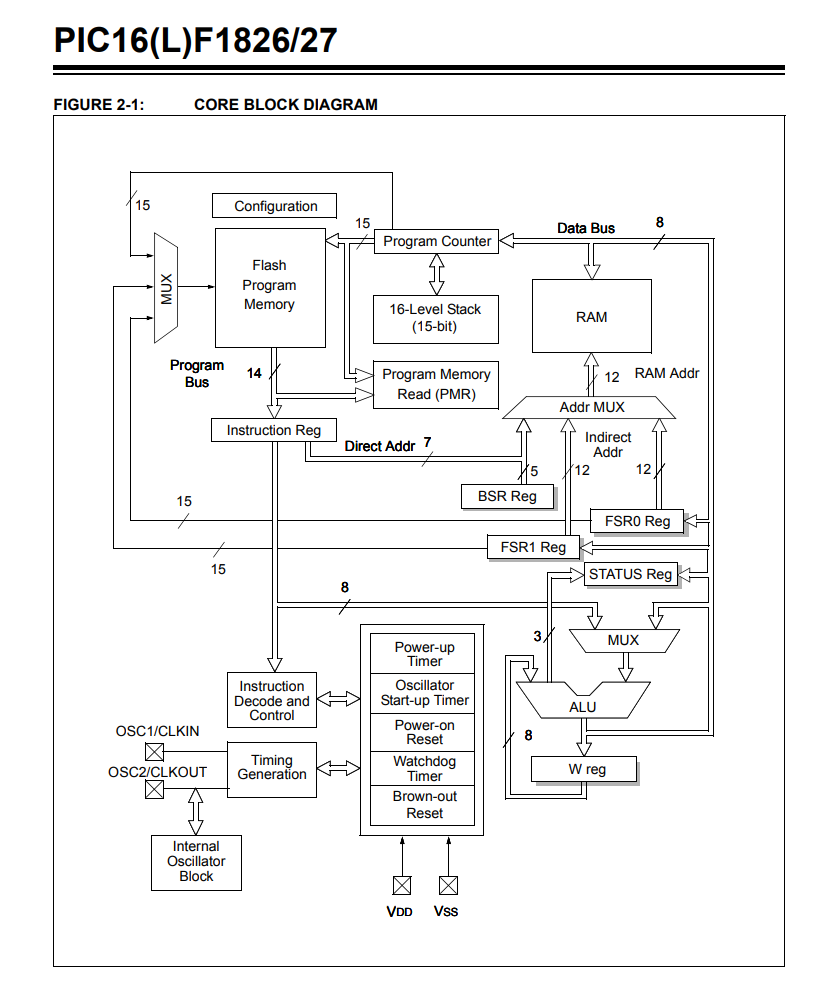 PIC16(L)F1826/27
FIGURE 2-1: CORE BLOCK DIAGRAM
15
Configuration
15
Program Counter
Data Bus
8
MUX
Flash
Program
Memory
16-Level Stack
(15-bit)
RAM
Program
Bus
14
Program Memory
Read (PMR)
12
RAM Addr
Addr MUX
Instruction Reg
Direct Addr
7
Indirect
Addr
5
12
12
BSR Reg
15
FSR0 Reg
15
FSR1 Reg
STATUS Reg
8
3
MUX
Power-up
Timer
Oscillator
Start-up Timer
Power-on
Reset
Watchdog
Timer
Brown-out
Reset
Instruction
Decode and
Control
ALU
8
W reg
OSC1/CLKIN
OSC2/CLKOUT
Timing
Generation
Internal
Oscillator
Block
VDD
VSS